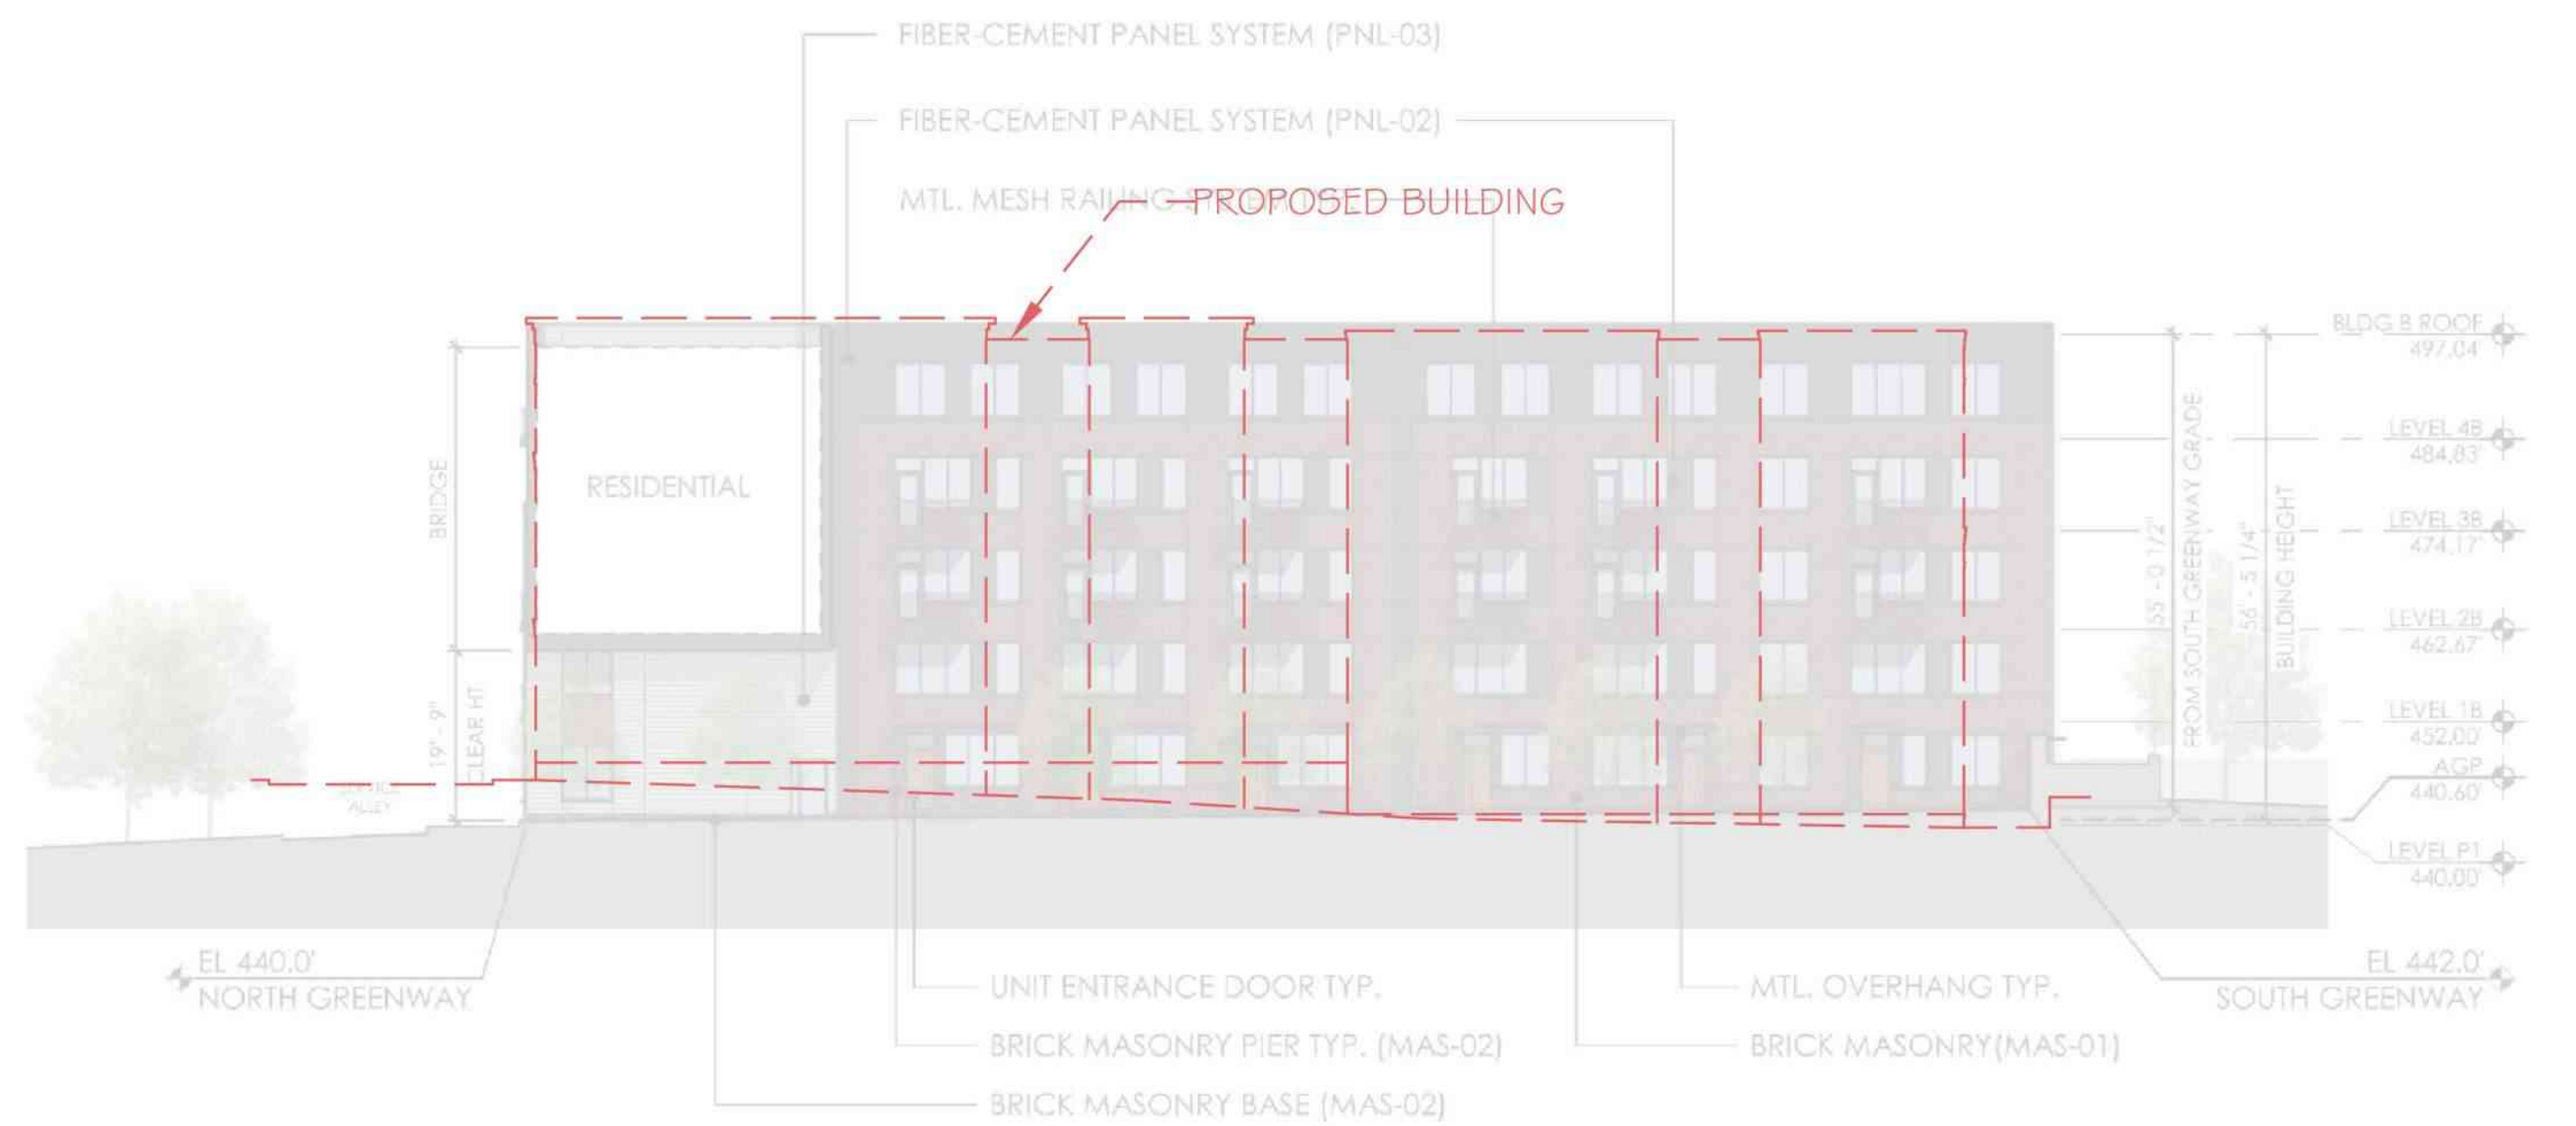 FIBER-CEMENT PANEL SYSTEM (PNL-03)
FIBER-CEMENT PANEL SYSTEM (PNL-02)
MTL. MESH RAILING
PROPOSED BUILDING
BLDG B ROOF
497.04'
LEVEL 4B
484.83'
LEVEL 3B
474.17'
LEVEL 2B
462.67'
LEVEL 1B
452.00'
AGP
440.60'
LEVEL P1
440.00'
BRIDGE
RESIDENTIAL
19' - 9"
CLEAR HT
ALLEY
55' - 0 1/2"
FROM SOUTH GREENWAY GRADE
56' - 5 1/4"
BUILDING HEIGHT
EL 440.0'
NORTH GREENWAY
UNIT ENTRANCE DOOR TYP.
BRICK MASONRY PIER TYP. (MAS-02)
BRICK MASONRY BASE (MAS-02)
MTL. OVERHANG TYP.
BRICK MASONRY(MAS-01)
EL 442.0'
SOUTH GREENWAY